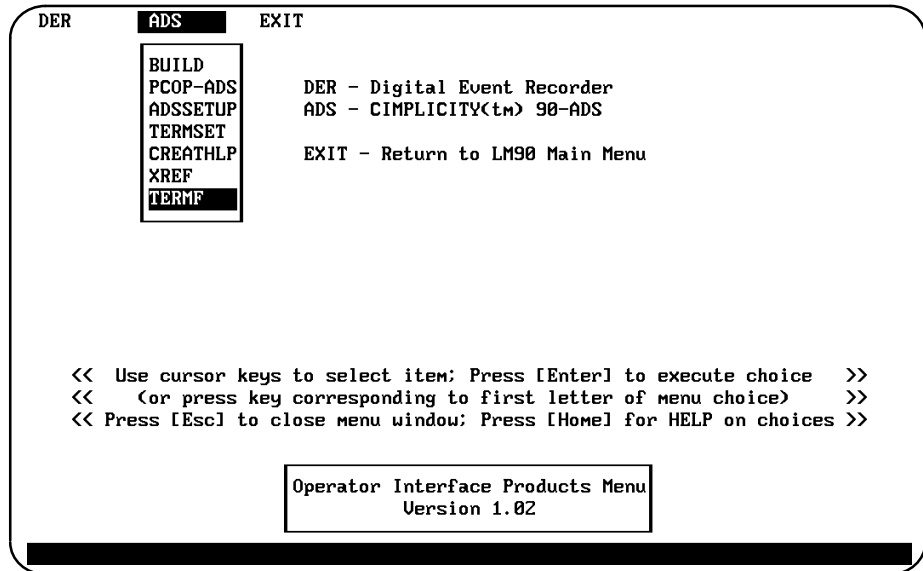 DER ADS EXIT
BUILD
PCOP-ADS DER - Digital Event Recorder
ADSSETUP ADS - CIMPLICITY(tm) 90-ADS
TERMSET
CREATHLP EXIT - Return to LM90 Main Menu
XREF
TERMF
<< Use cursor keys to select item; Press [Enter] to execute choice >>
<< (or press key corresponding to first letter of menu choice) >>
<< Press [Esc] to close menu window; Press [Home] for HELP on choices >>
Operator Interface Products Menu
Version 1.02